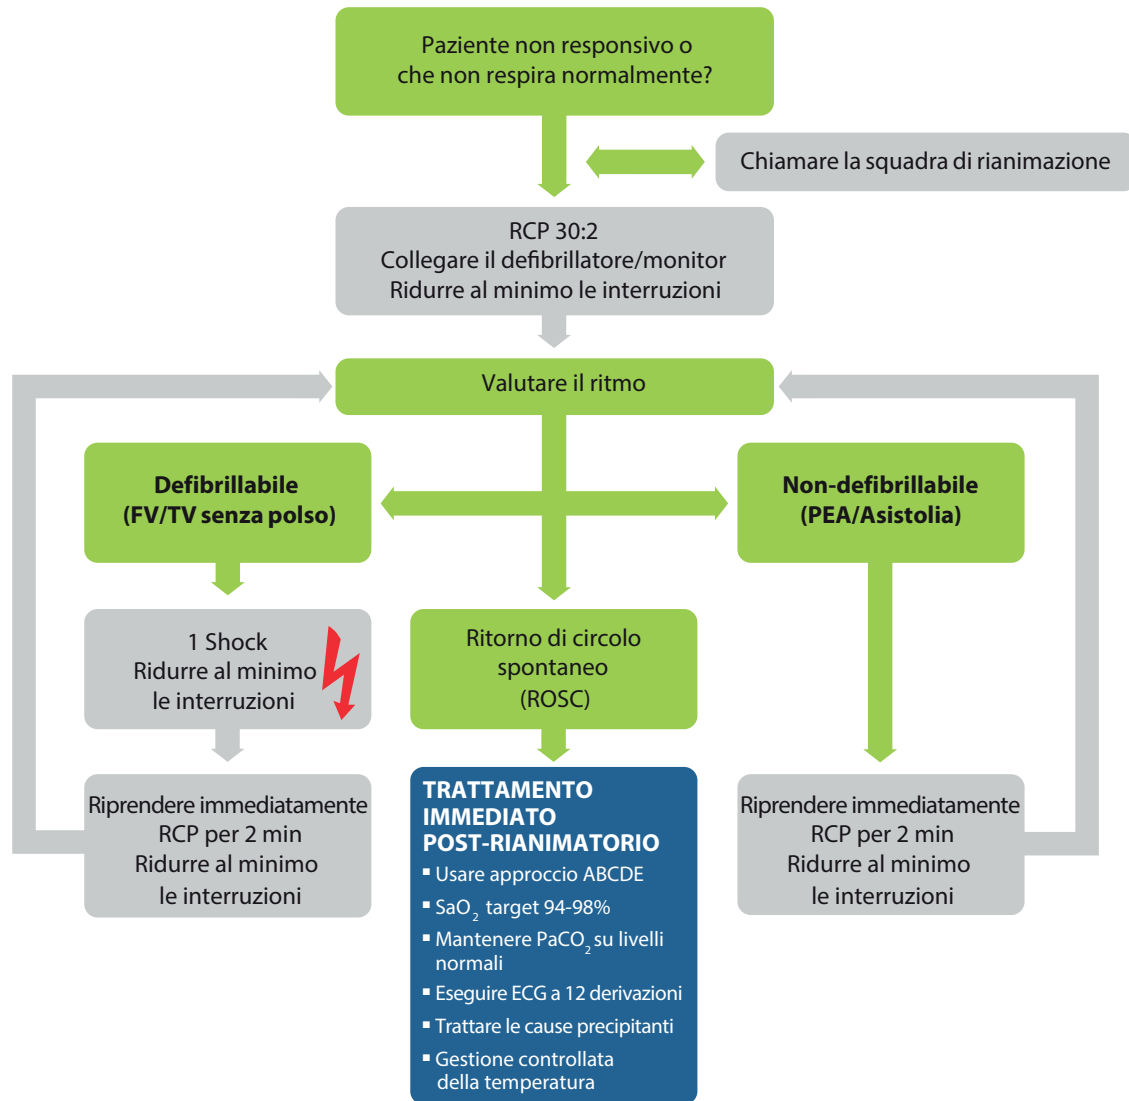 Paziente non responsivo o
che non respira normalmente?
Chiamare la squadra di rianimazione
RCP 30:2
Collegare il defibrillatore/monitor
Ridurre al minimo le interruzioni
Valutare il ritmo
Defibrillabile
(FV/TV senza polso)
Non-defibrillabile
(PEA/Asistolia)
1 Shock
Ridurre al minimo
le interruzioni
Ritorno di circolo
spontaneo
(ROSC)
Riprendere immediatamente
RCP per 2 min
Ridurre al minimo
le interruzioni
TRATTAMENTO
IMMEDIATO
POST-RIANIMATORIO
▪ Usare approccio ABCDE
▪ SaO₂ target 94-98%
▪ Mantenere PaCO₂ su livelli
normali
▪ Eseguire ECG a 12 derivazioni
▪ Trattare le cause precipitanti
▪ Gestione controllata
della temperatura
Riprendere immediatamente
RCP per 2 min
Ridurre al minimo
le interruzioni